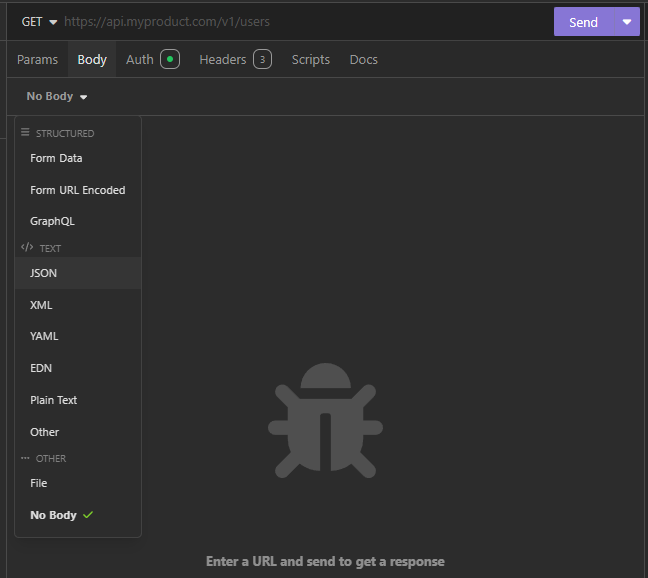 GET https://api.myproduct.com/v1/users Send
Params Body Auth Headers 3 Scripts Docs
No Body
STRUCTURED
Form Data
Form URL Encoded
GraphQL
</> TEXT
JSON
XML
YAML
EDN
Plain Text
Other
OTHER
File
No Body
Enter a URL and send to get a response